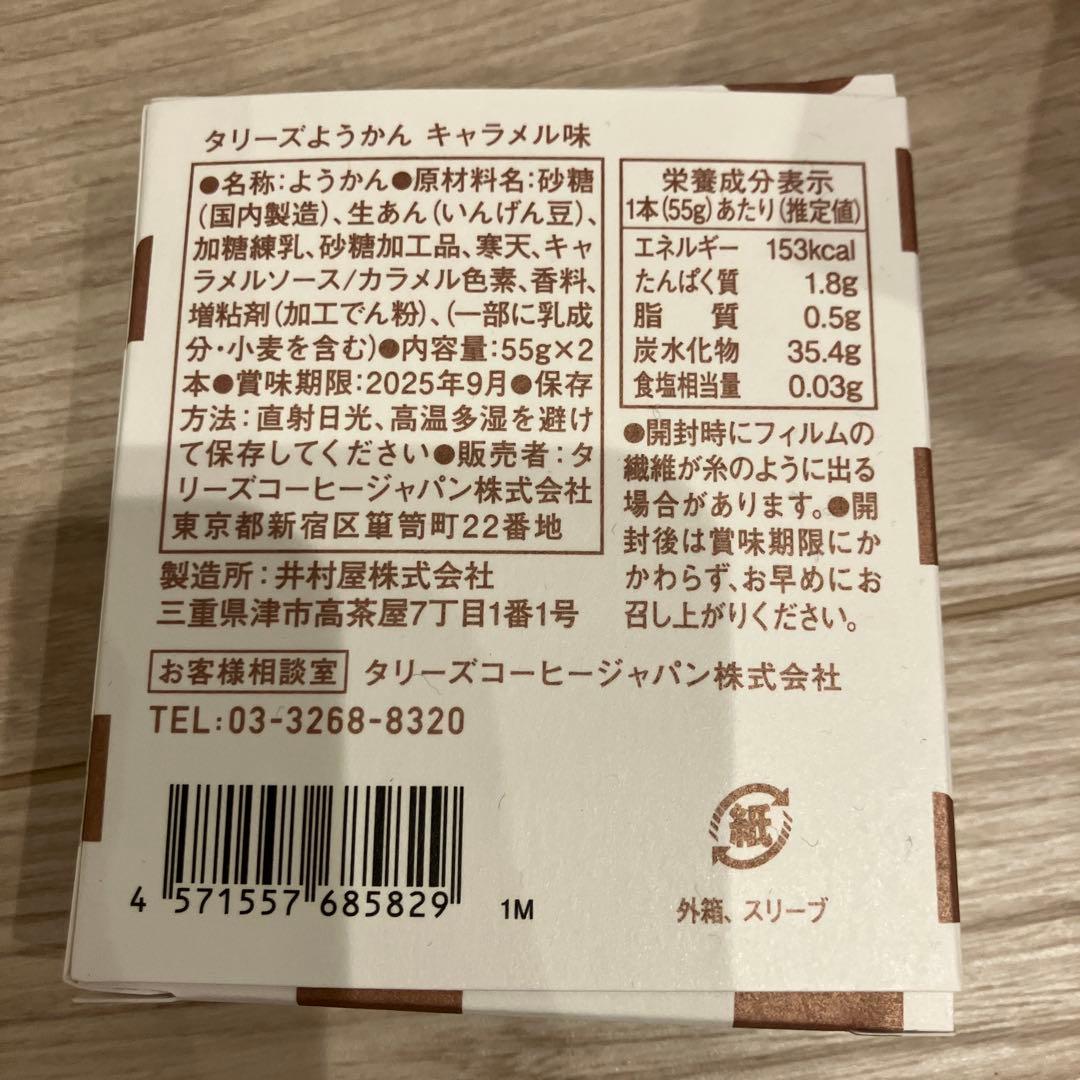 タリーズようかん キャラメル味
●名称:ようかん●原材料名:砂糖
(国内製造)、生あん(いんげん豆)、
加糖練乳、砂糖加工品、寒天、キャ
ラメルソース/カラメル色素、香料、
増粘剤(加工でん粉)、(一部に乳成
分・小麦を含む)●内容量:55g×2
本●賞味期限:2025年9月●保存
方法:直射日光、高温多湿を避け
て保存してください●販売者:タ
リーズコーヒージャパン株式会社
東京都新宿区箪笥町22番地
製造所:井村屋株式会社
三重県津市高茶屋7丁目1番1号
栄養成分表示
1本(55g)あたり(推定値)
エネルギー 153kcal
たんぱく質 1.8g
脂質 0.5g
炭水化物 35.4g
食塩相当量 0.03g
●開封時にフィルムの
繊維が糸のように出る
場合があります。●開
封後は賞味期限にか
かわらず、お早めにお
召し上がりください。
お客様相談室 タリーズコーヒージャパン株式会社
TEL:03-3268-8320
4 571557 685829 1M
紙
外箱、スリーブ